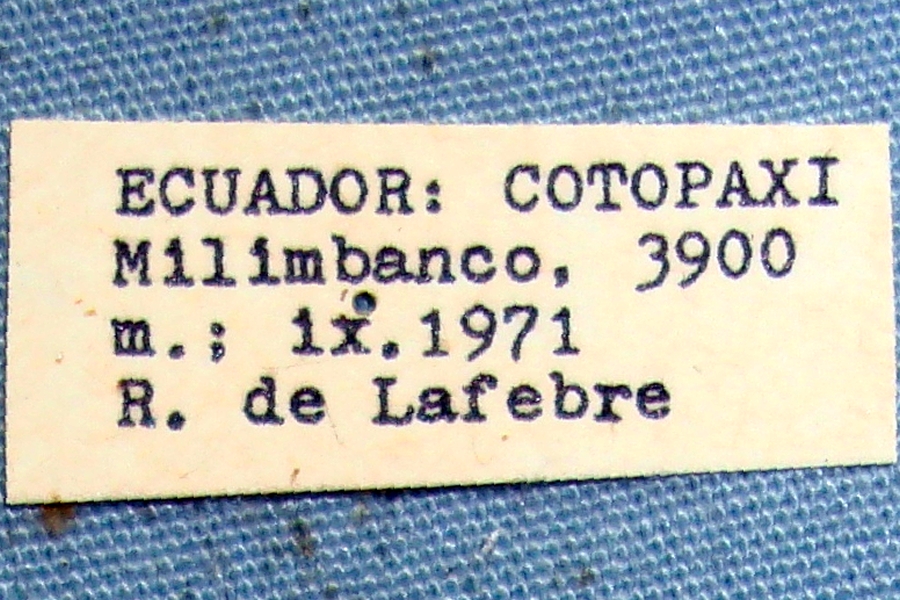 ECUADOR: COTOPAXI
Milimbanco, 3900
m.; ix.1971
R. de Lafebre